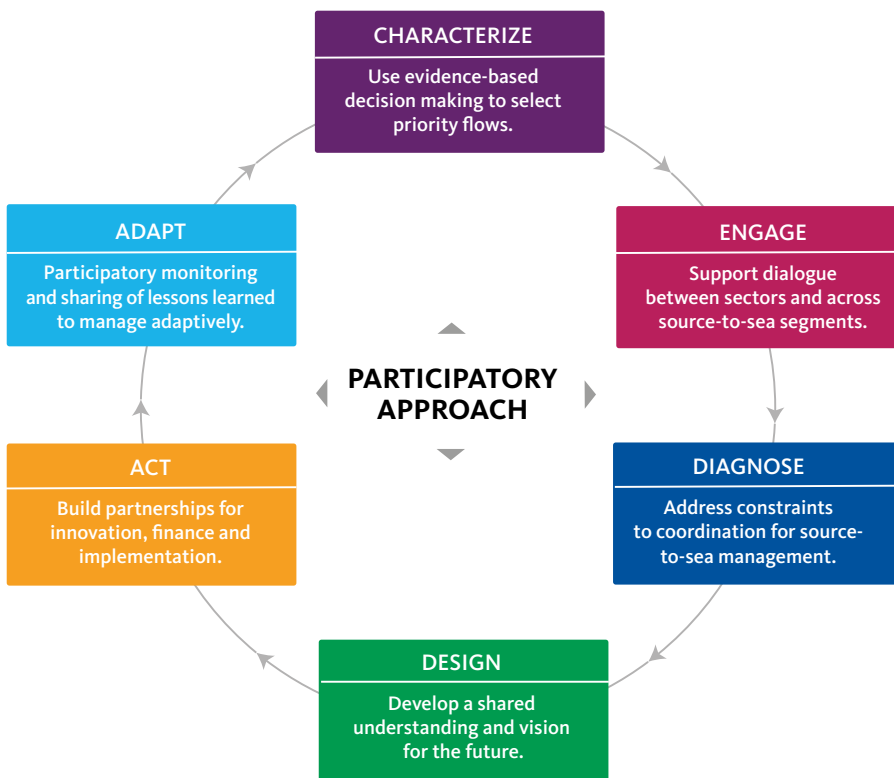 CHARACTERIZE
Use evidence-based
decision making to select
priority flows.
ENGAGE
Support dialogue
between sectors and across
source-to-sea segments.
DIAGNOSE
Address constraints
to coordination for source-
to-sea management.
DESIGN
Develop a shared
understanding and vision
for the future.
ACT
Build partnerships for
innovation, finance and
implementation.
ADAPT
Participatory monitoring
and sharing of lessons learned
to manage adaptively.
PARTICIPATORY
APPROACH